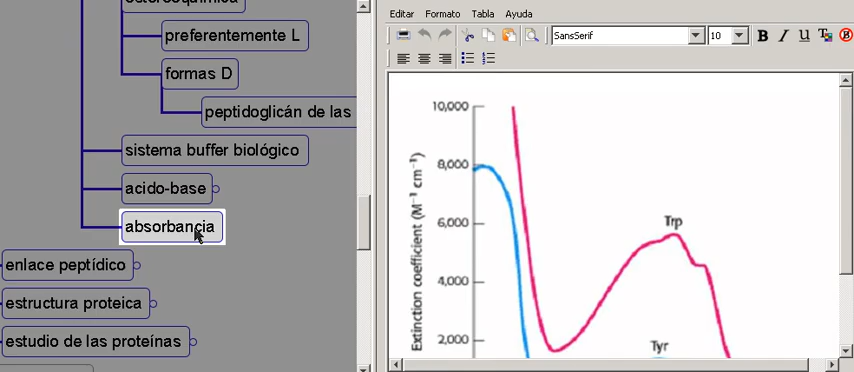 preferentemente L
formas D
peptidoglicán de las
sistema buffer biológico
acido-base
absorbancia
enlace peptídico
estructura proteica
estudio de las proteínas
Editar Formato Tabla Ayuda
SansSerif 10 B I U T
10,000
8,000
6,000
4,000
2,000
Extinction coefficient (M⁻¹ cm⁻¹)
Trp
Tyr